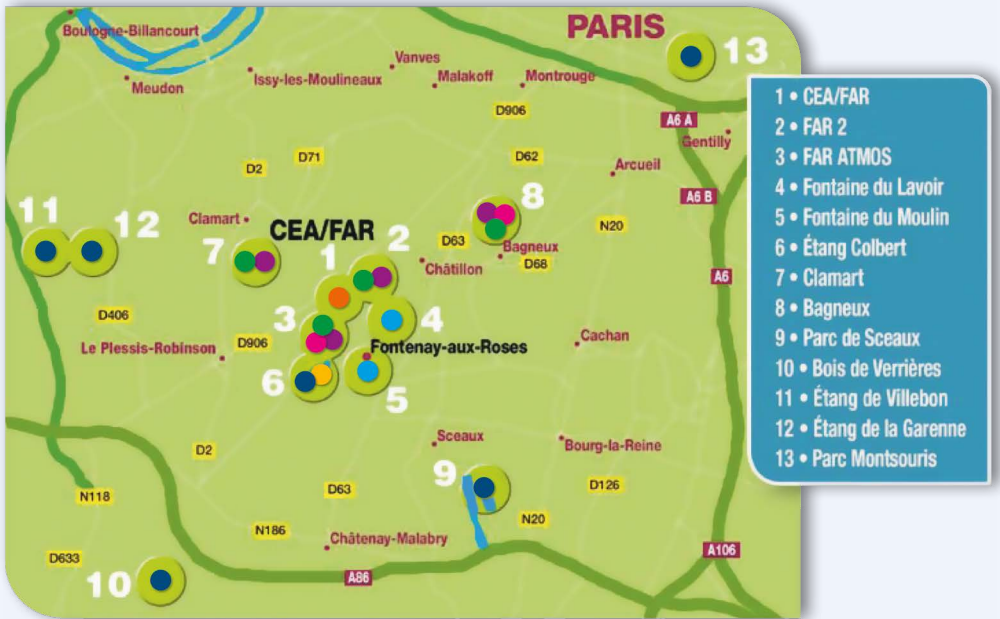 PARIS
Boulogne-Billancourt
13
Vanves
Meudon
Issy-les-Moulineaux
Malakoff
Montrouge
D906
A6 A
Gentilly
D71
D62
D2
Arcueil
A6 B
11
12
Clamart
CEA/FAR
8
N20
7
1
2
D63
Bagneux
D68
Châtillon
A6
D406
3
4
Le Plessis-Robinson
D906
Fontenay-aux-Roses
Cachan
6
5
D2
Sceaux
Bourg-la-Reine
9
N118
D63
D126
N186
N20
Châtenay-Malabry
D633
10
A86
A106
1 • CEA/FAR
2 • FAR 2
3 • FAR ATMOS
4 • Fontaine du Lavoir
5 • Fontaine du Moulin
6 • Étang Colbert
7 • Clamart
8 • Bagneux
9 • Parc de Sceaux
10 • Bois de Verrières
11 • Étang de Villebon
12 • Étang de la Garenne
13 • Parc Montsouris